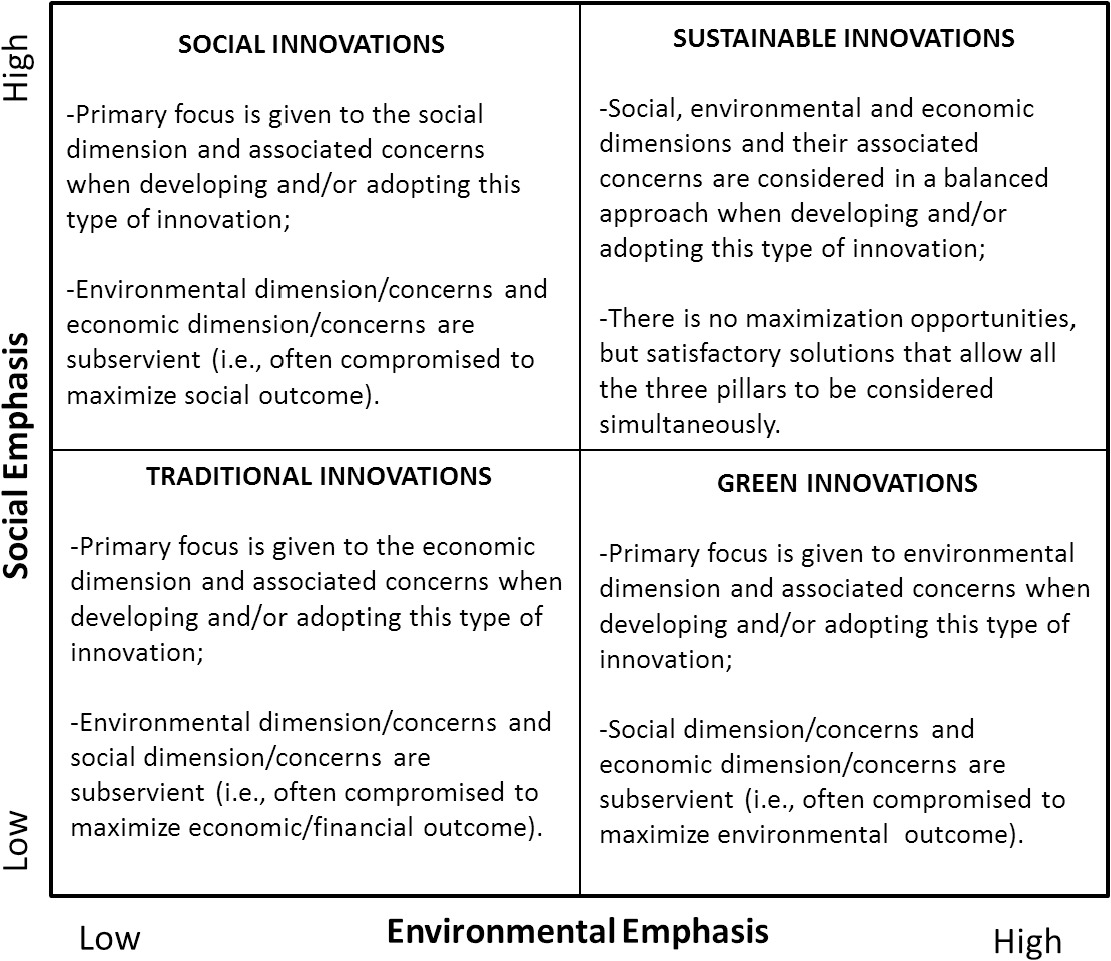 High
Social Emphasis
Low
SOCIAL INNOVATIONS
-Primary focus is given to the social
dimension and associated concerns
when developing and/or adopting this
type of innovation;
-Environmental dimension/concerns and
economic dimension/concerns are
subservient (i.e., often compromised to
maximize social outcome).
SUSTAINABLE INNOVATIONS
-Social, environmental and economic
dimensions and their associated
concerns are considered in a balanced
approach when developing and/or
adopting this type of innovation;
-There is no maximization opportunities,
but satisfactory solutions that allow all
the three pillars to be considered
simultaneously.
TRADITIONAL INNOVATIONS
-Primary focus is given to the economic
dimension and associated concerns when
developing and/or adopting this type of
innovation;
-Environmental dimension/concerns and
social dimension/concerns are
subservient (i.e., often compromised to
maximize economic/financial outcome).
GREEN INNOVATIONS
-Primary focus is given to environmental
dimension and associated concerns when
developing and/or adopting this type of
innovation;
-Social dimension/concerns and
economic dimension/concerns are
subservient (i.e., often compromised to
maximize environmental outcome).
Low
Environmental Emphasis
High